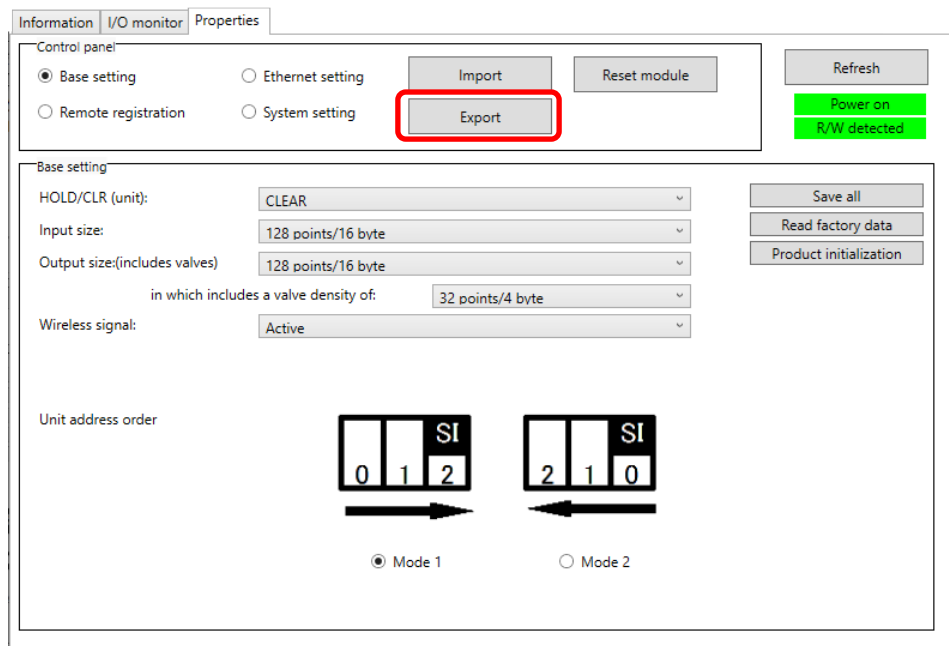 Information I/O monitor Properties
Control panel
Base setting Ethernet setting Import Reset module Refresh
Remote registration System setting Export Power on
R/W detected
Base setting
HOLD/CLR (unit): CLEAR Save all
Input size: 128 points/16 byte Read factory data
Output size:(includes valves) 128 points/16 byte Product initialization
in which includes a valve density of: 32 points/4 byte
Wireless signal: Active
Unit address order
SI SI
0 1 2 2 1 0
Mode 1 Mode 2